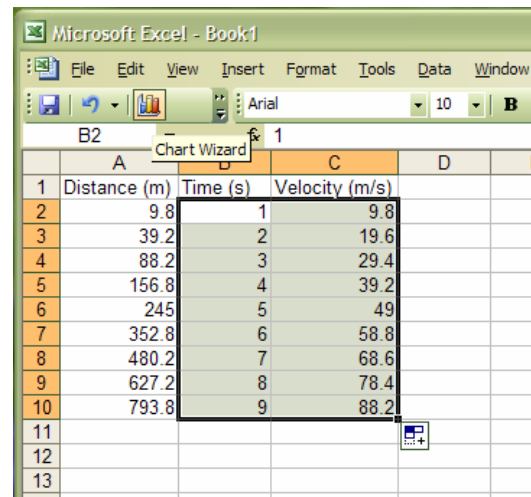 Microsoft Excel - Book1
File Edit View Insert Format Tools Data Window
Arial 10 B
B2 fx 1
Chart Wizard
A B C D
1 Distance (m) Time (s) Velocity (m/s)
2 9.8 1 9.8
3 39.2 2 19.6
4 88.2 3 29.4
5 156.8 4 39.2
6 245 5 49
7 352.8 6 58.8
8 480.2 7 68.6
9 627.2 8 78.4
10 793.8 9 88.2
11
12
13